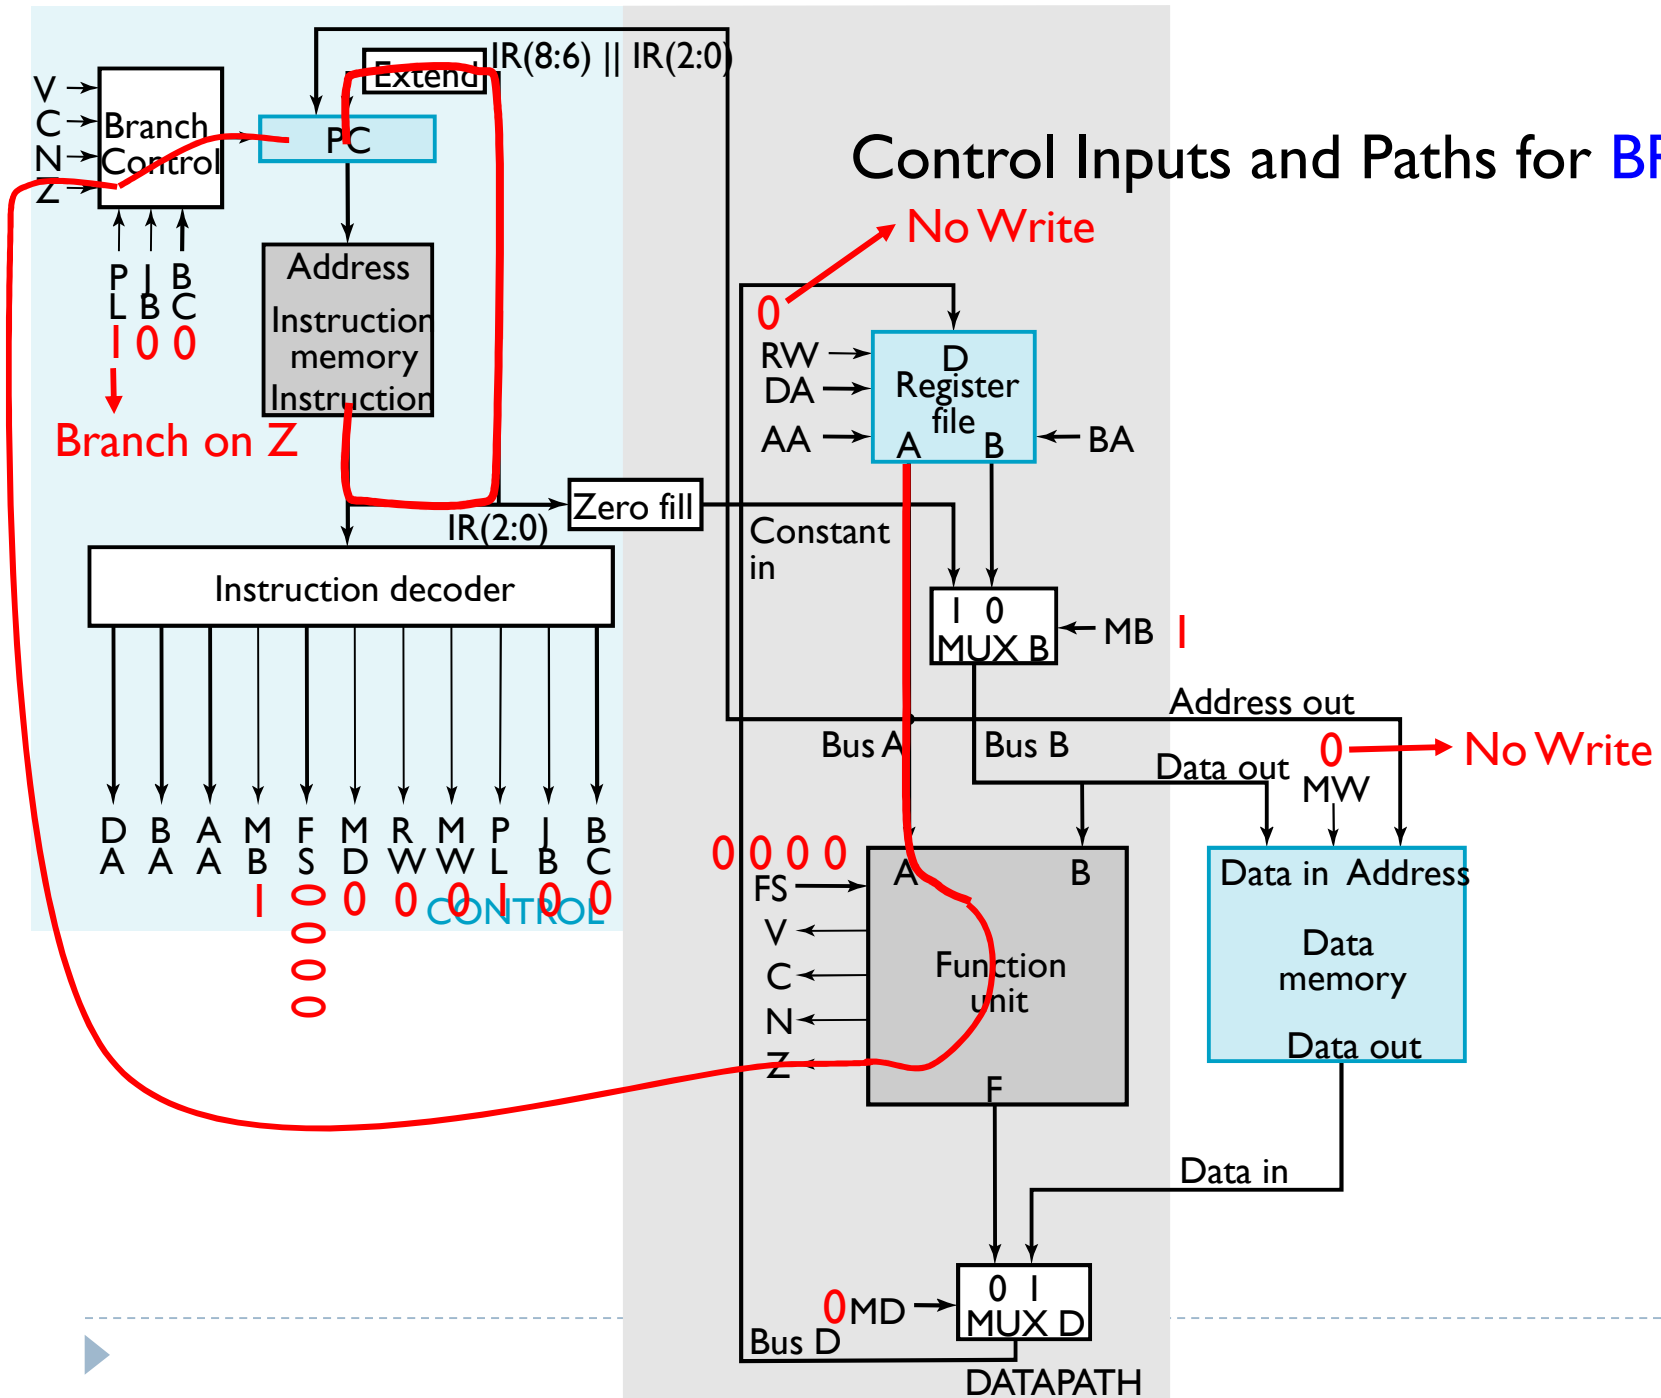 IR(8:6) || IR(2:0)
Extend
V
C
N
Z
Branch
Control
PC
Control Inputs and Paths for
No Write
P
L
J
B
B
C
1 0 0
Branch on Z
Address
Instruction
memory
Instruction
0
RW
DA
AA
D
Register
file
A B
BA
IR(2:0)
Zero fill
Constant
in
Instruction decoder
1 0
MUX B
MB 1
Address out
Bus A
Bus B
Data out
0
No Write
MW
D
A
B
A
A
A
M
B
F
S
M
D
R
W
M
W
P
L
J
B
B
C
1 0 0 0 0 1 0 0
0
0
0
CONTROL
0 0 0 0
FS
V
C
N
Z
A B
Function
unit
F
Data in Address
Data
memory
Data out
Data in
0 MD
0 1
MUX D
Bus D
DATAPATH